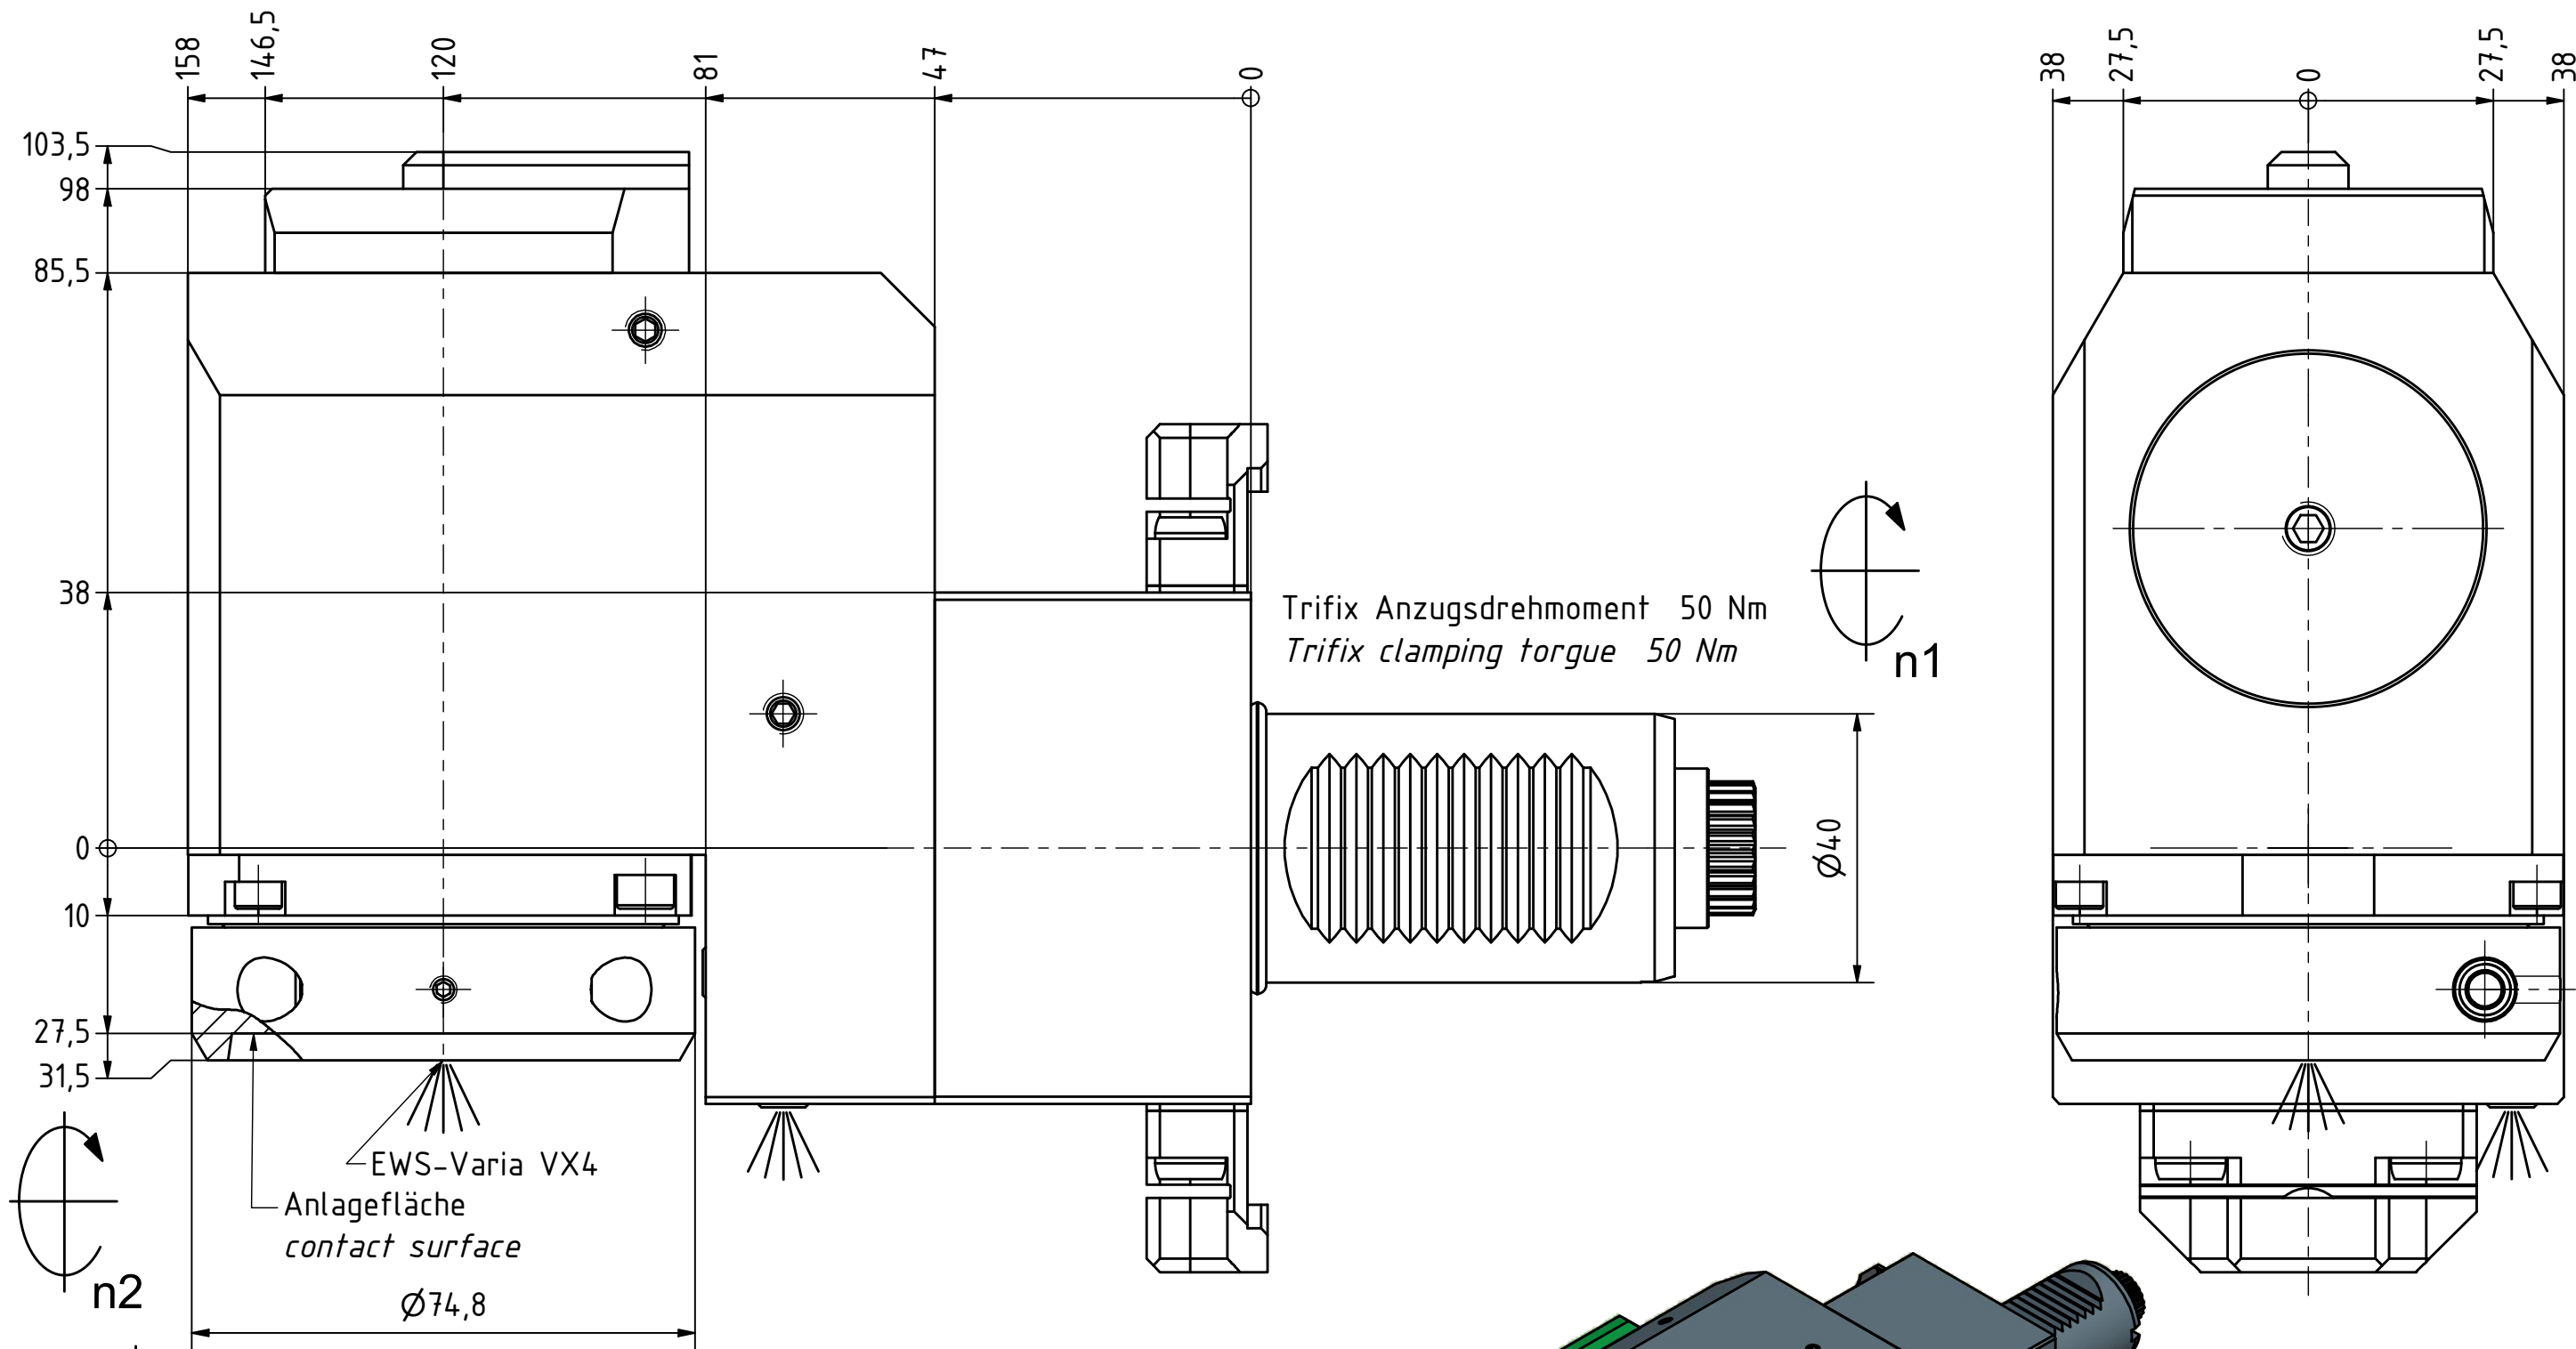 158
146,5
120
81
47
0
38
27,5
0
27,5
38
103,5
98
85,5
38
0
10
27,5
31,5
Trifix Anzugsdrehmoment 50 Nm
Trifix clamping torgue 50 Nm
n1
Ø40
EWS-Varia VX4
Anlagefläche
contact surface
n2
Ø74,8